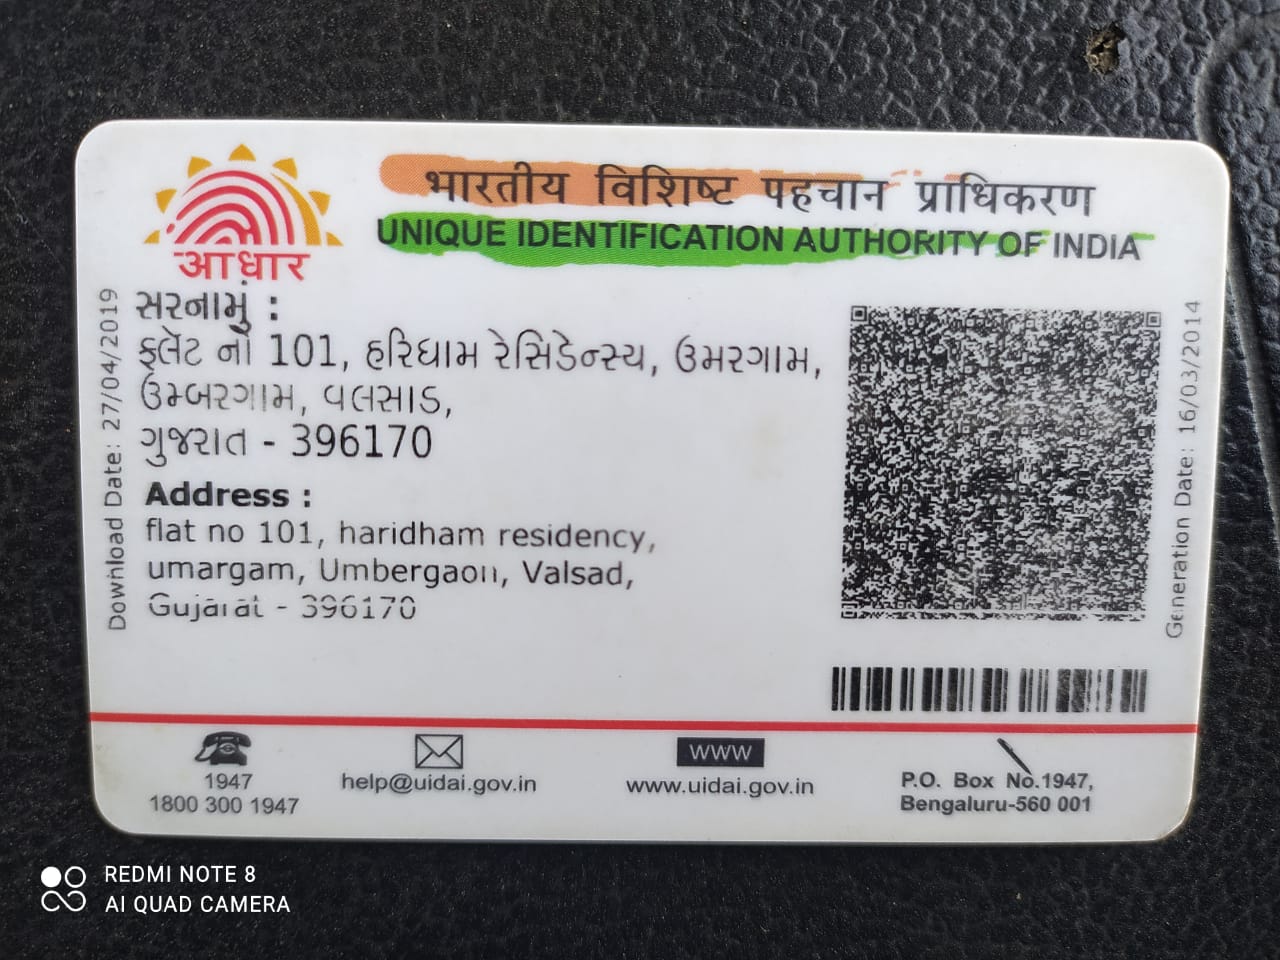 आधार
भारतीय विशिष्ट पहचान प्राधिकरण
UNIQUE IDENTIFICATION AUTHORITY OF INDIA
Download Date: 27/04/2019
સરનામું :
ફ્લેટ નો 101, હરિધામ રેસિડેન્સ્ય, ઉમરગામ,
ઉમ્બરગામ, વલસાડ,
ગુજરાત - 396170
Address :
flat no 101, haridham residency,
umargam, Umbergaon, Valsad,
Gujarat - 396170
Generation Date: 16/03/2014
1947
1800 300 1947
help@uidai.gov.in
WWW
www.uidai.gov.in
P.O. Box No.1947,
Bengaluru-560 001
REDMI NOTE 8
AI QUAD CAMERA